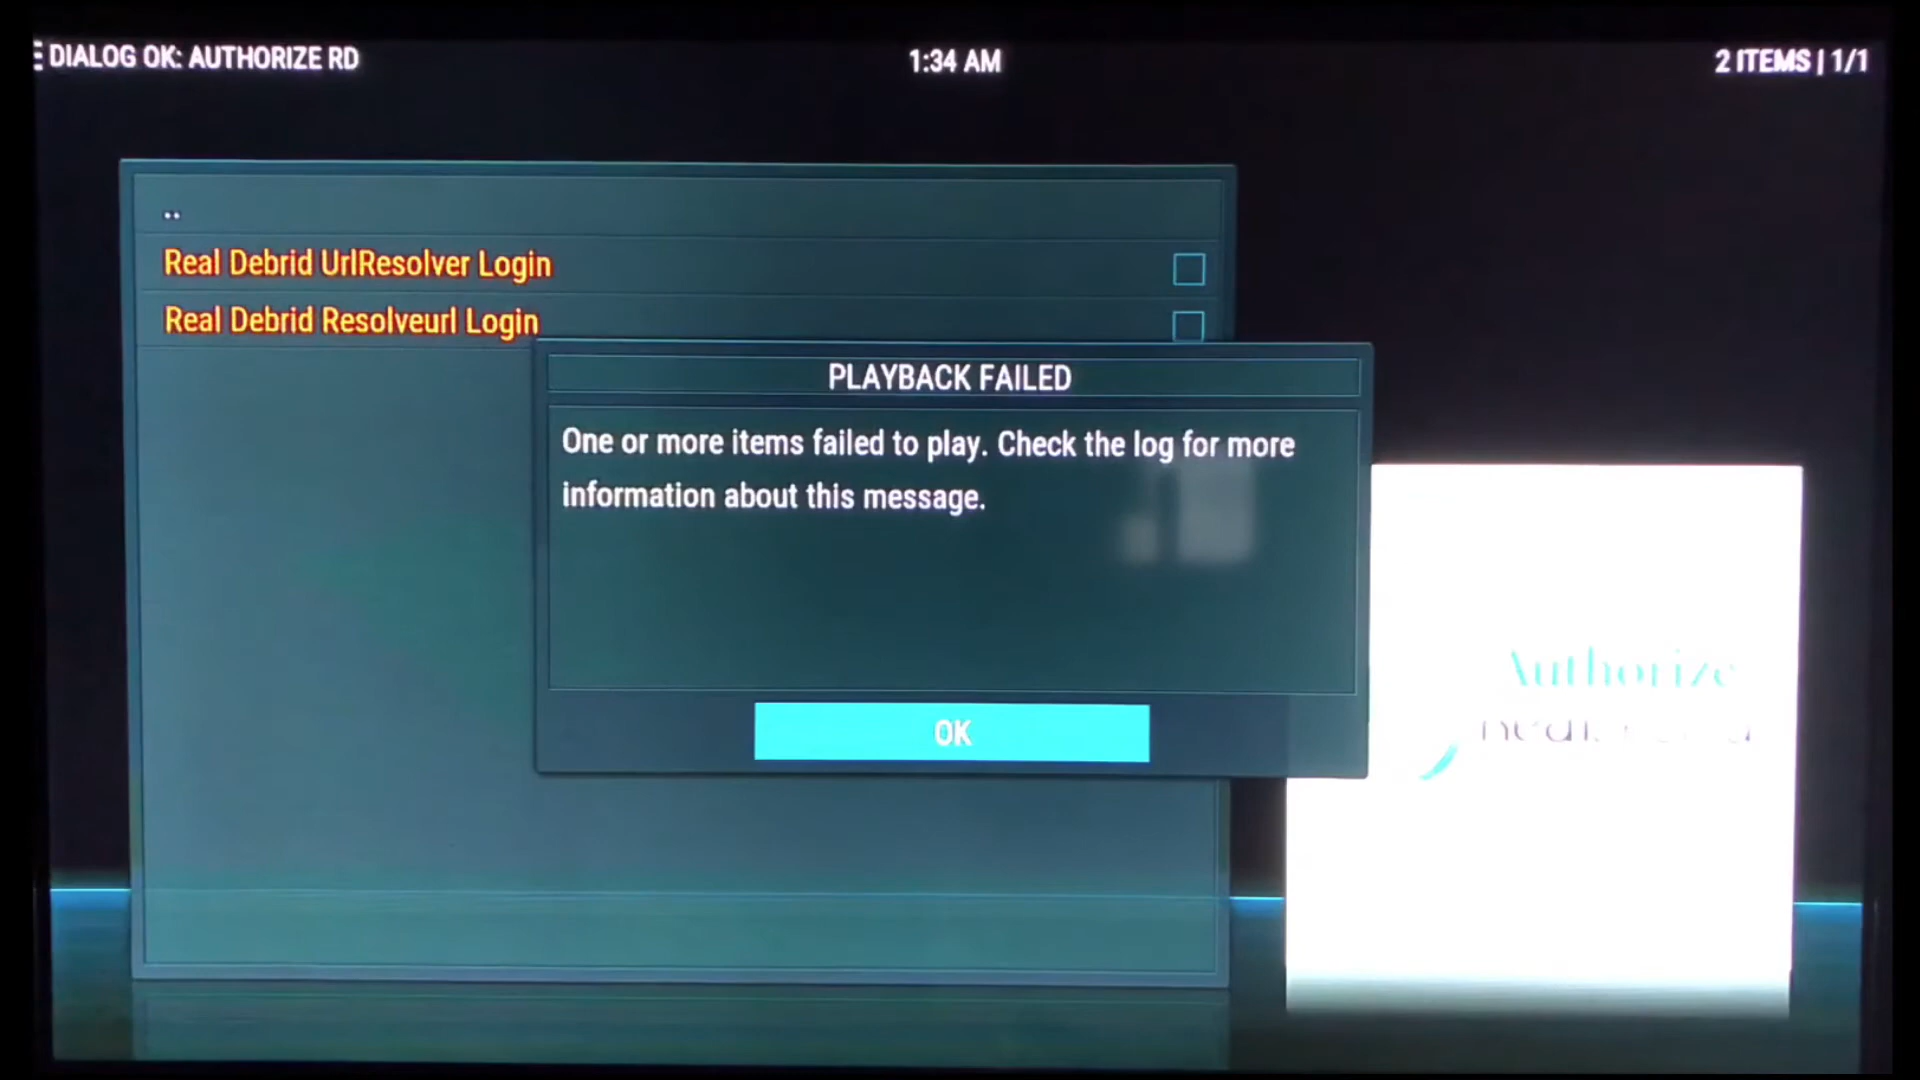 DIALOG OK: AUTHORIZE RD
1:34 AM
2 ITEMS | 1/1
..
Real Debrid UrlResolver Login
Real Debrid Resolveurl Login
PLAYBACK FAILED
One or more items failed to play. Check the log for more
information about this message.
OK
Authorize